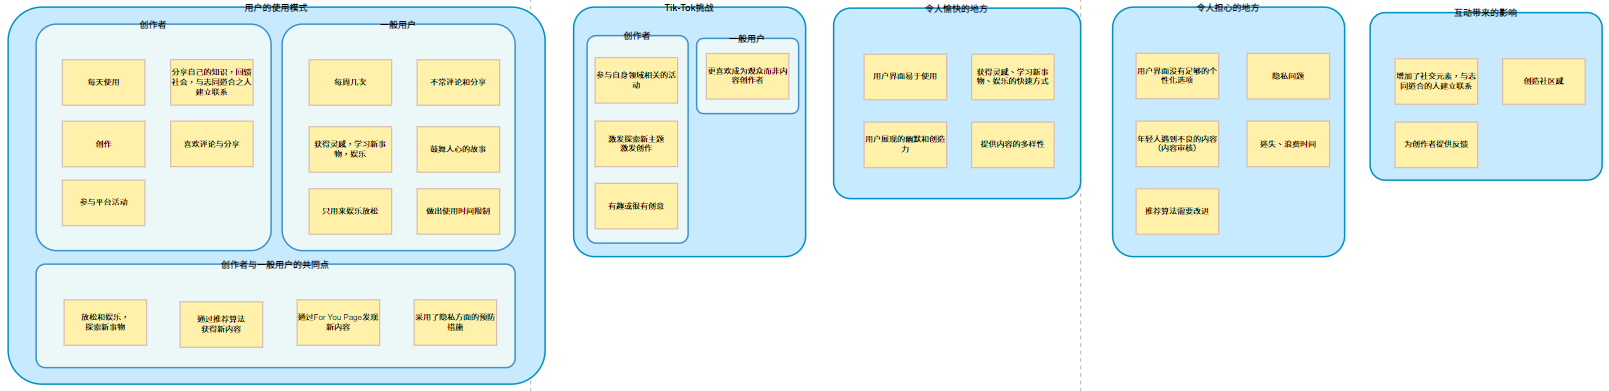 用户的使用模式
创作者
每天使用
分享自己的知识，回馈
社会，与志同道合之人
建立联系
创作
喜欢评论与分享
参与平台活动
一般用户
每周几次
不常评论和分享
获得灵感，学习新事
物，娱乐
鼓舞人心的故事
只用来娱乐放松
做出使用时间限制
创作者与一般用户的共同点
放松和娱乐，
探索新事物
通过推荐算法
获得新内容
通过For You Page发现
新内容
采用了隐私方面的预防
措施
Tik-Tok挑战
创作者
参与自身领域相关的活
动
激发探索新主题
激发创作
有趣或很有创意
一般用户
更喜欢成为观众而非内
容创作者
令人愉快的地方
用户界面易于使用
获得灵感、学习新事
物、娱乐的快速方式
用户展现的幽默和创造
力
提供内容的多样性
令人担心的地方
用户界面没有足够的个
性化选项
隐私问题
年轻人遇到不良的内容
（内容审核）
迷失、浪费时间
推荐算法需要改进
互动带来的影响
增加了社交元素，与志
同道合的人建立联系
创造社区感
为创作者提供反馈